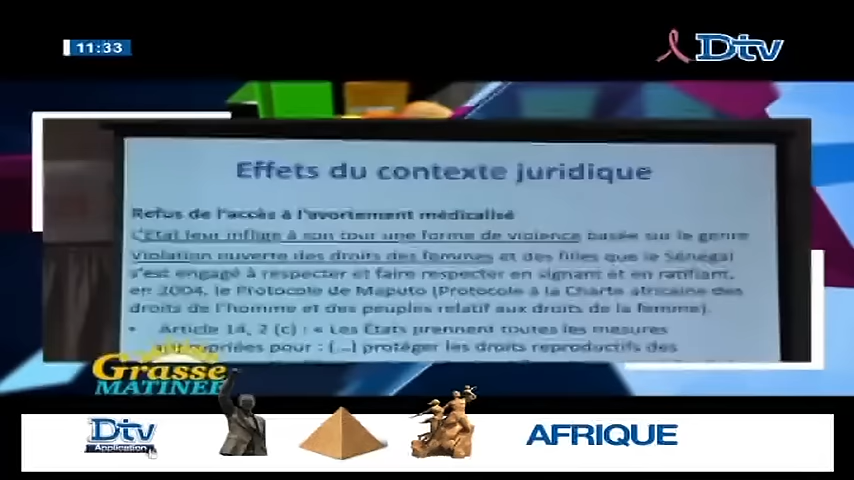 11:33
Dtv
Effets du contexte juridique
Refus de l'accès à l'avortement médicalisé
L'Etat leur inflige à son tour une forme de violence basée sur le genre
Violation ouverte des droits des femmes et des filles que le Sénégal
s'est engagé à respecter et faire respecter en signant et en ratifiant,
en 2004, le Protocole de Maputo (Protocole à la Charte africaine des
droits de l'homme et des peuples relatif aux droits de la femme).
• Article 14, 2 (c) : « Les États prennent toutes les mesures
pour : (...) protéger les droits reproductifs des
Grasse
MATINEE
Dtv
Application
AFRIQUE